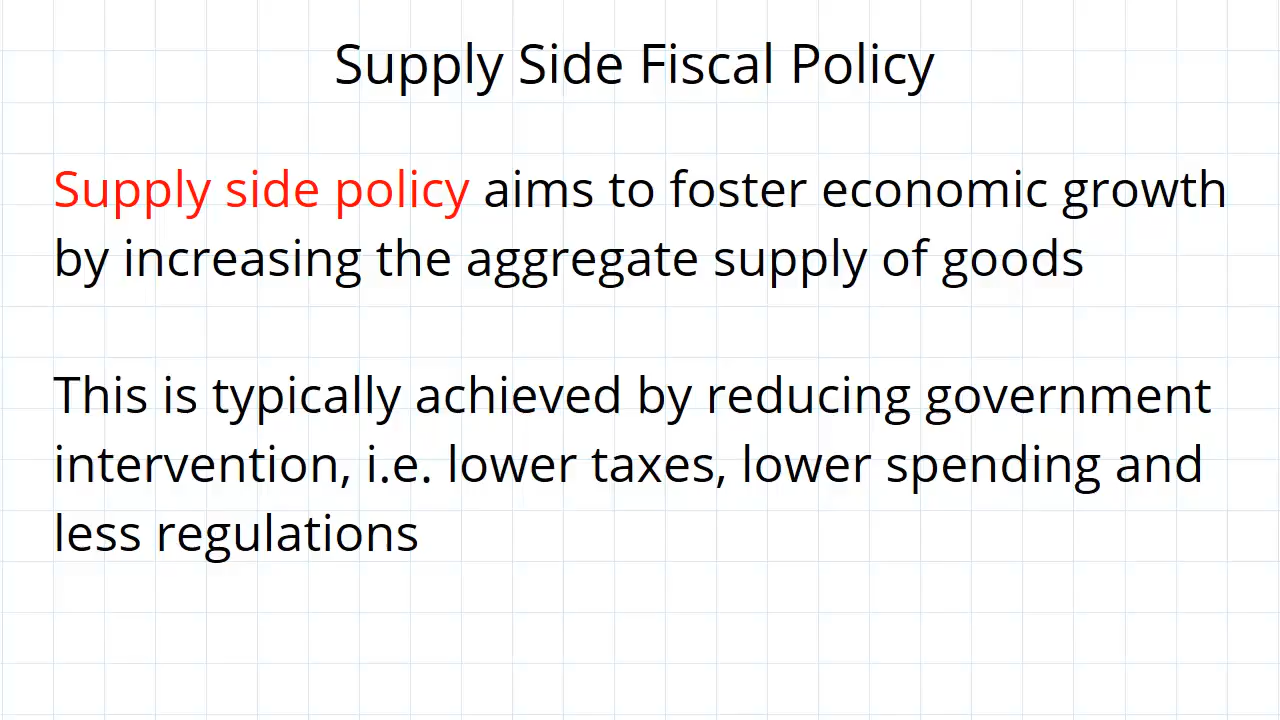 Supply Side Fiscal Policy
Supply side policy aims to foster economic growth
by increasing the aggregate supply of goods
This is typically achieved by reducing government
intervention, i.e. lower taxes, lower spending and
less regulations